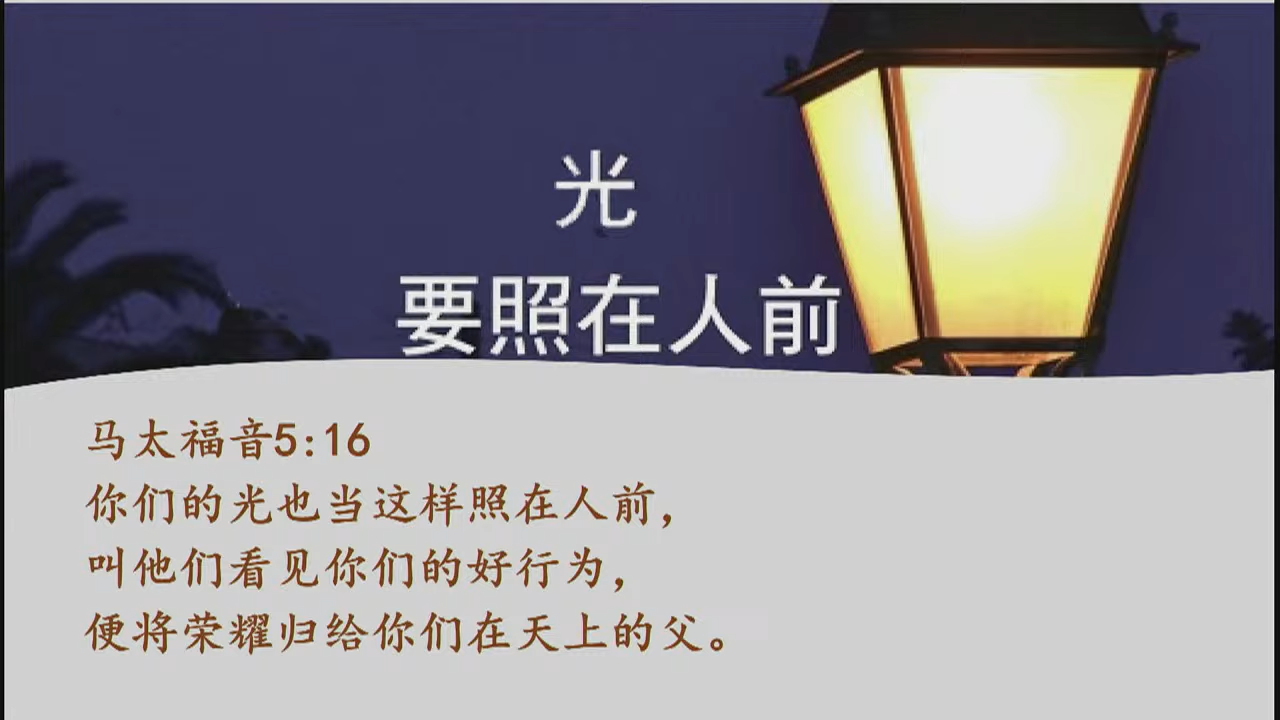 光
要照在人前
马太福音5:16
你们的光也当这样照在人前，
叫他们看见你们的好行为，
便将荣耀归给你们在天上的父。